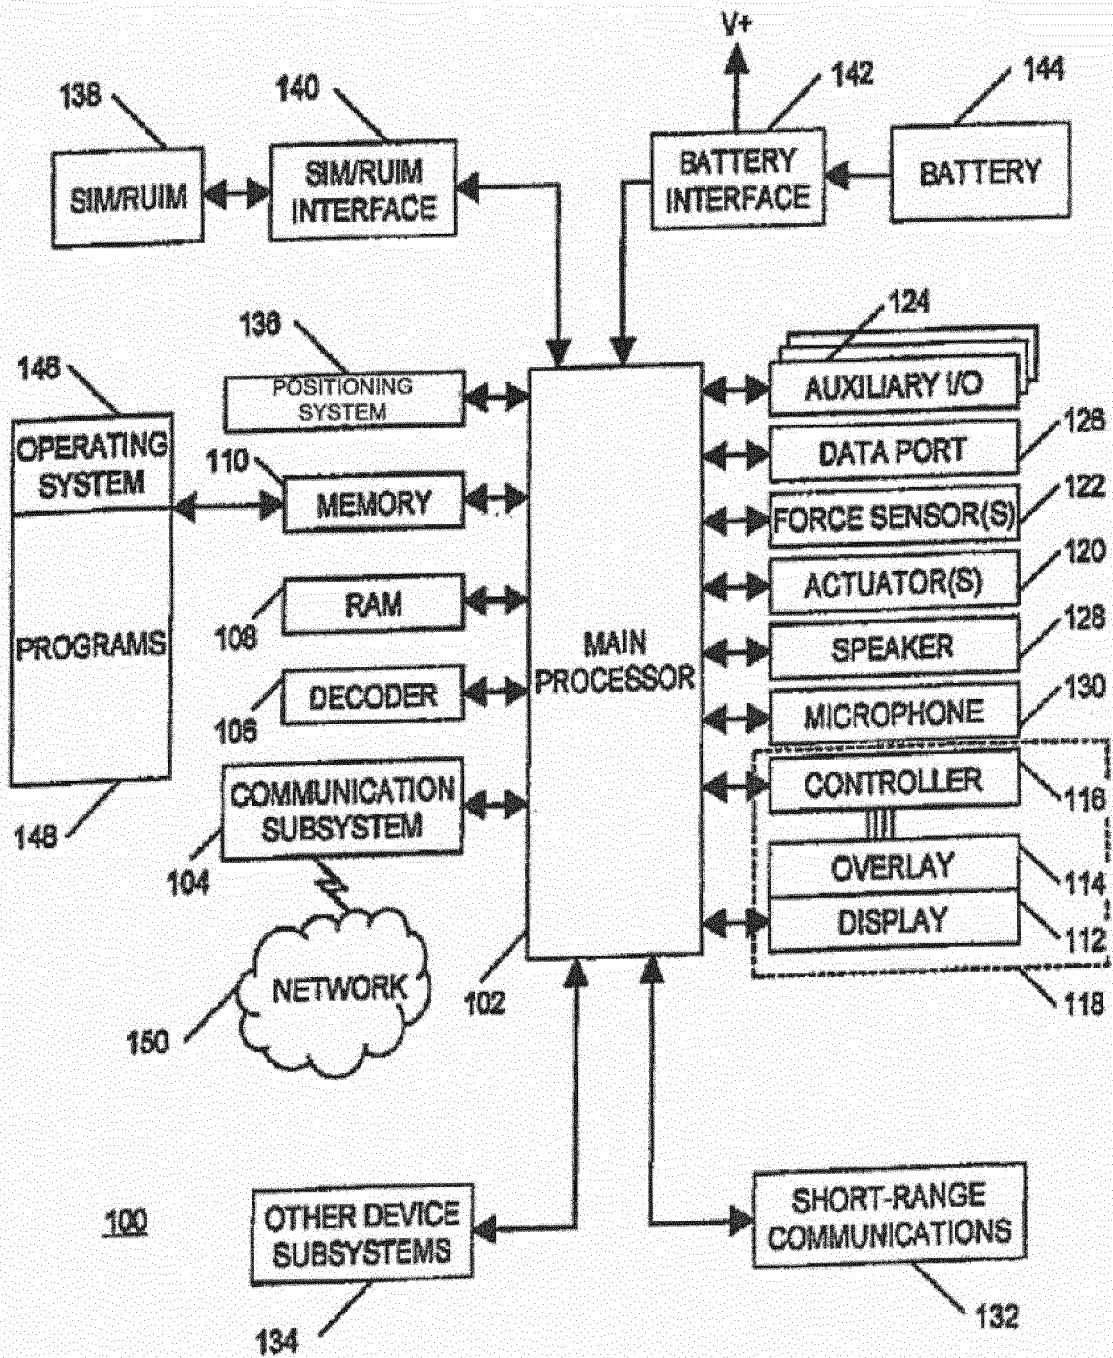 V+
142
144
138
140
SIM/RUIM
SIM/RUIM
INTERFACE
BATTERY
INTERFACE
BATTERY
136
124
148
POSITIONING
SYSTEM
AUXILIARY I/O
126
OPERATING
SYSTEM
110
MEMORY
DATA PORT
122
FORCE SENSOR(S)
120
ACTUATOR(S)
RAM
108
PROGRAMS
MAIN
PROCESSOR
128
SPEAKER
DECODER
106
130
MICROPHONE
COMMUNICATION
SUBSYSTEM
CONTROLLER
116
148
104
OVERLAY
114
DISPLAY
112
NETWORK
102
118
150
100
OTHER DEVICE
SUBSYSTEMS
SHORT-RANGE
COMMUNICATIONS
134
132